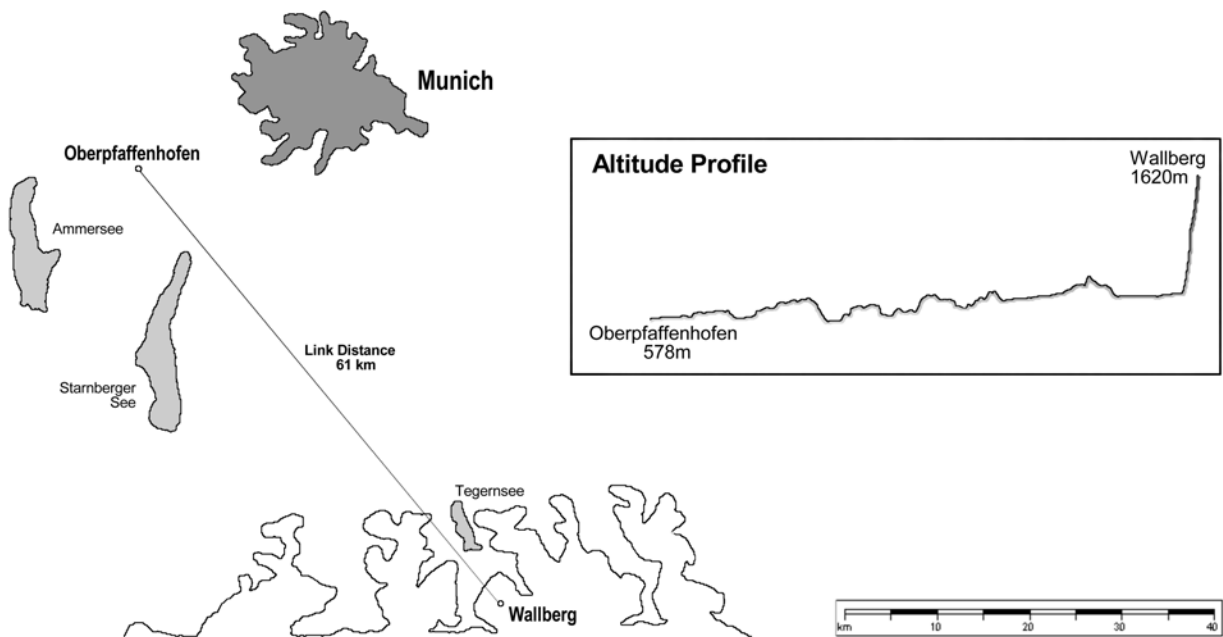 Munich
Oberpfaffenhofen
Ammersee
Starnberger
See
Link Distance
61 km
Tegernsee
Wallberg
Altitude Profile
Wallberg
1620m
Oberpfaffenhofen
578m
km 10 20 30 40